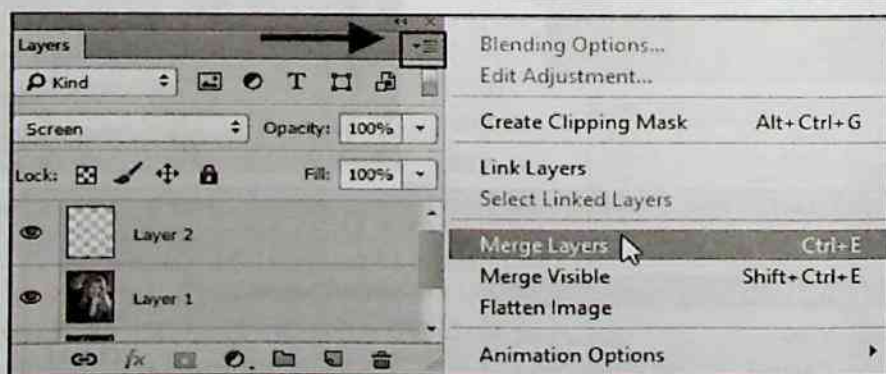 Layers
Kind
T
Screen
Opacity: 100%
Lock:
Fill: 100%
Layer 2
Layer 1
fx
Blending Options...
Edit Adjustment...
Create Clipping Mask Alt+Ctrl+G
Link Layers
Select Linked Layers
Merge Layers Ctrl+E
Merge Visible Shift+Ctrl+E
Flatten Image
Animation Options